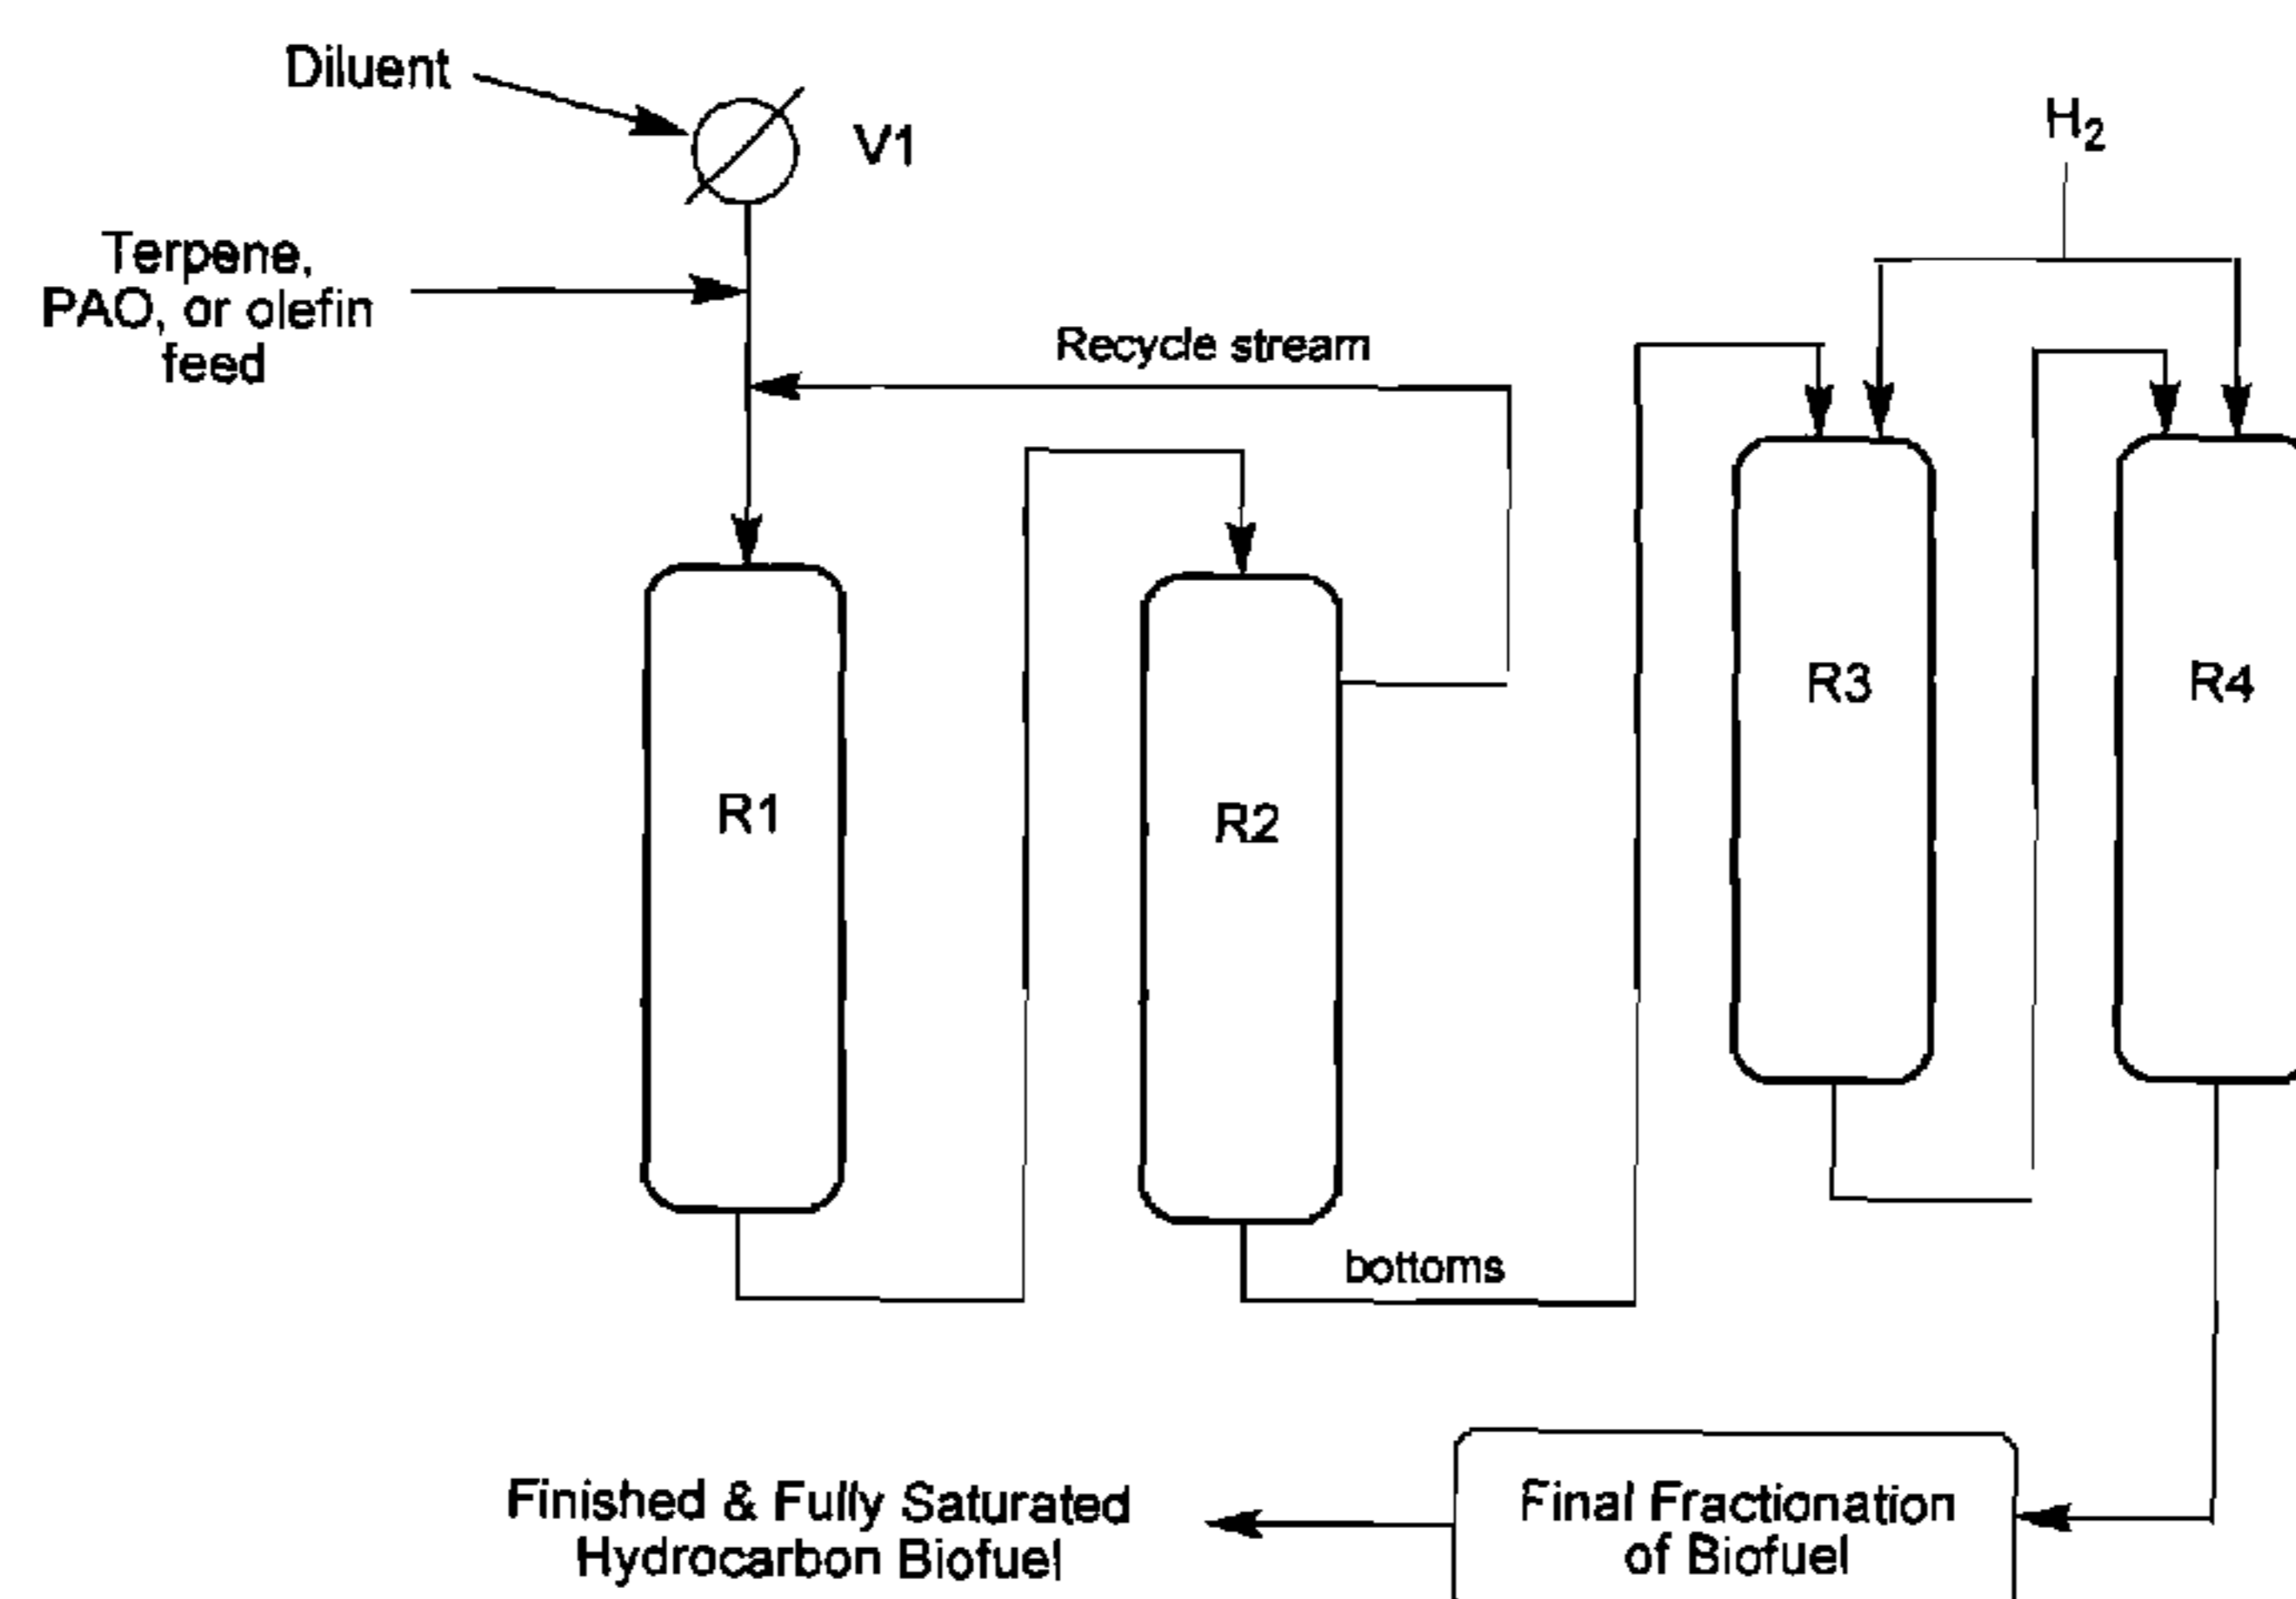 Diluent
V1
H2
Terpene,
PAO, or olefin
feed
Recycle stream
R1
R2
R3
R4
bottoms
Finished & Fully Saturated
Hydrocarbon Biofuel
Final Fractionation
of Biofuel